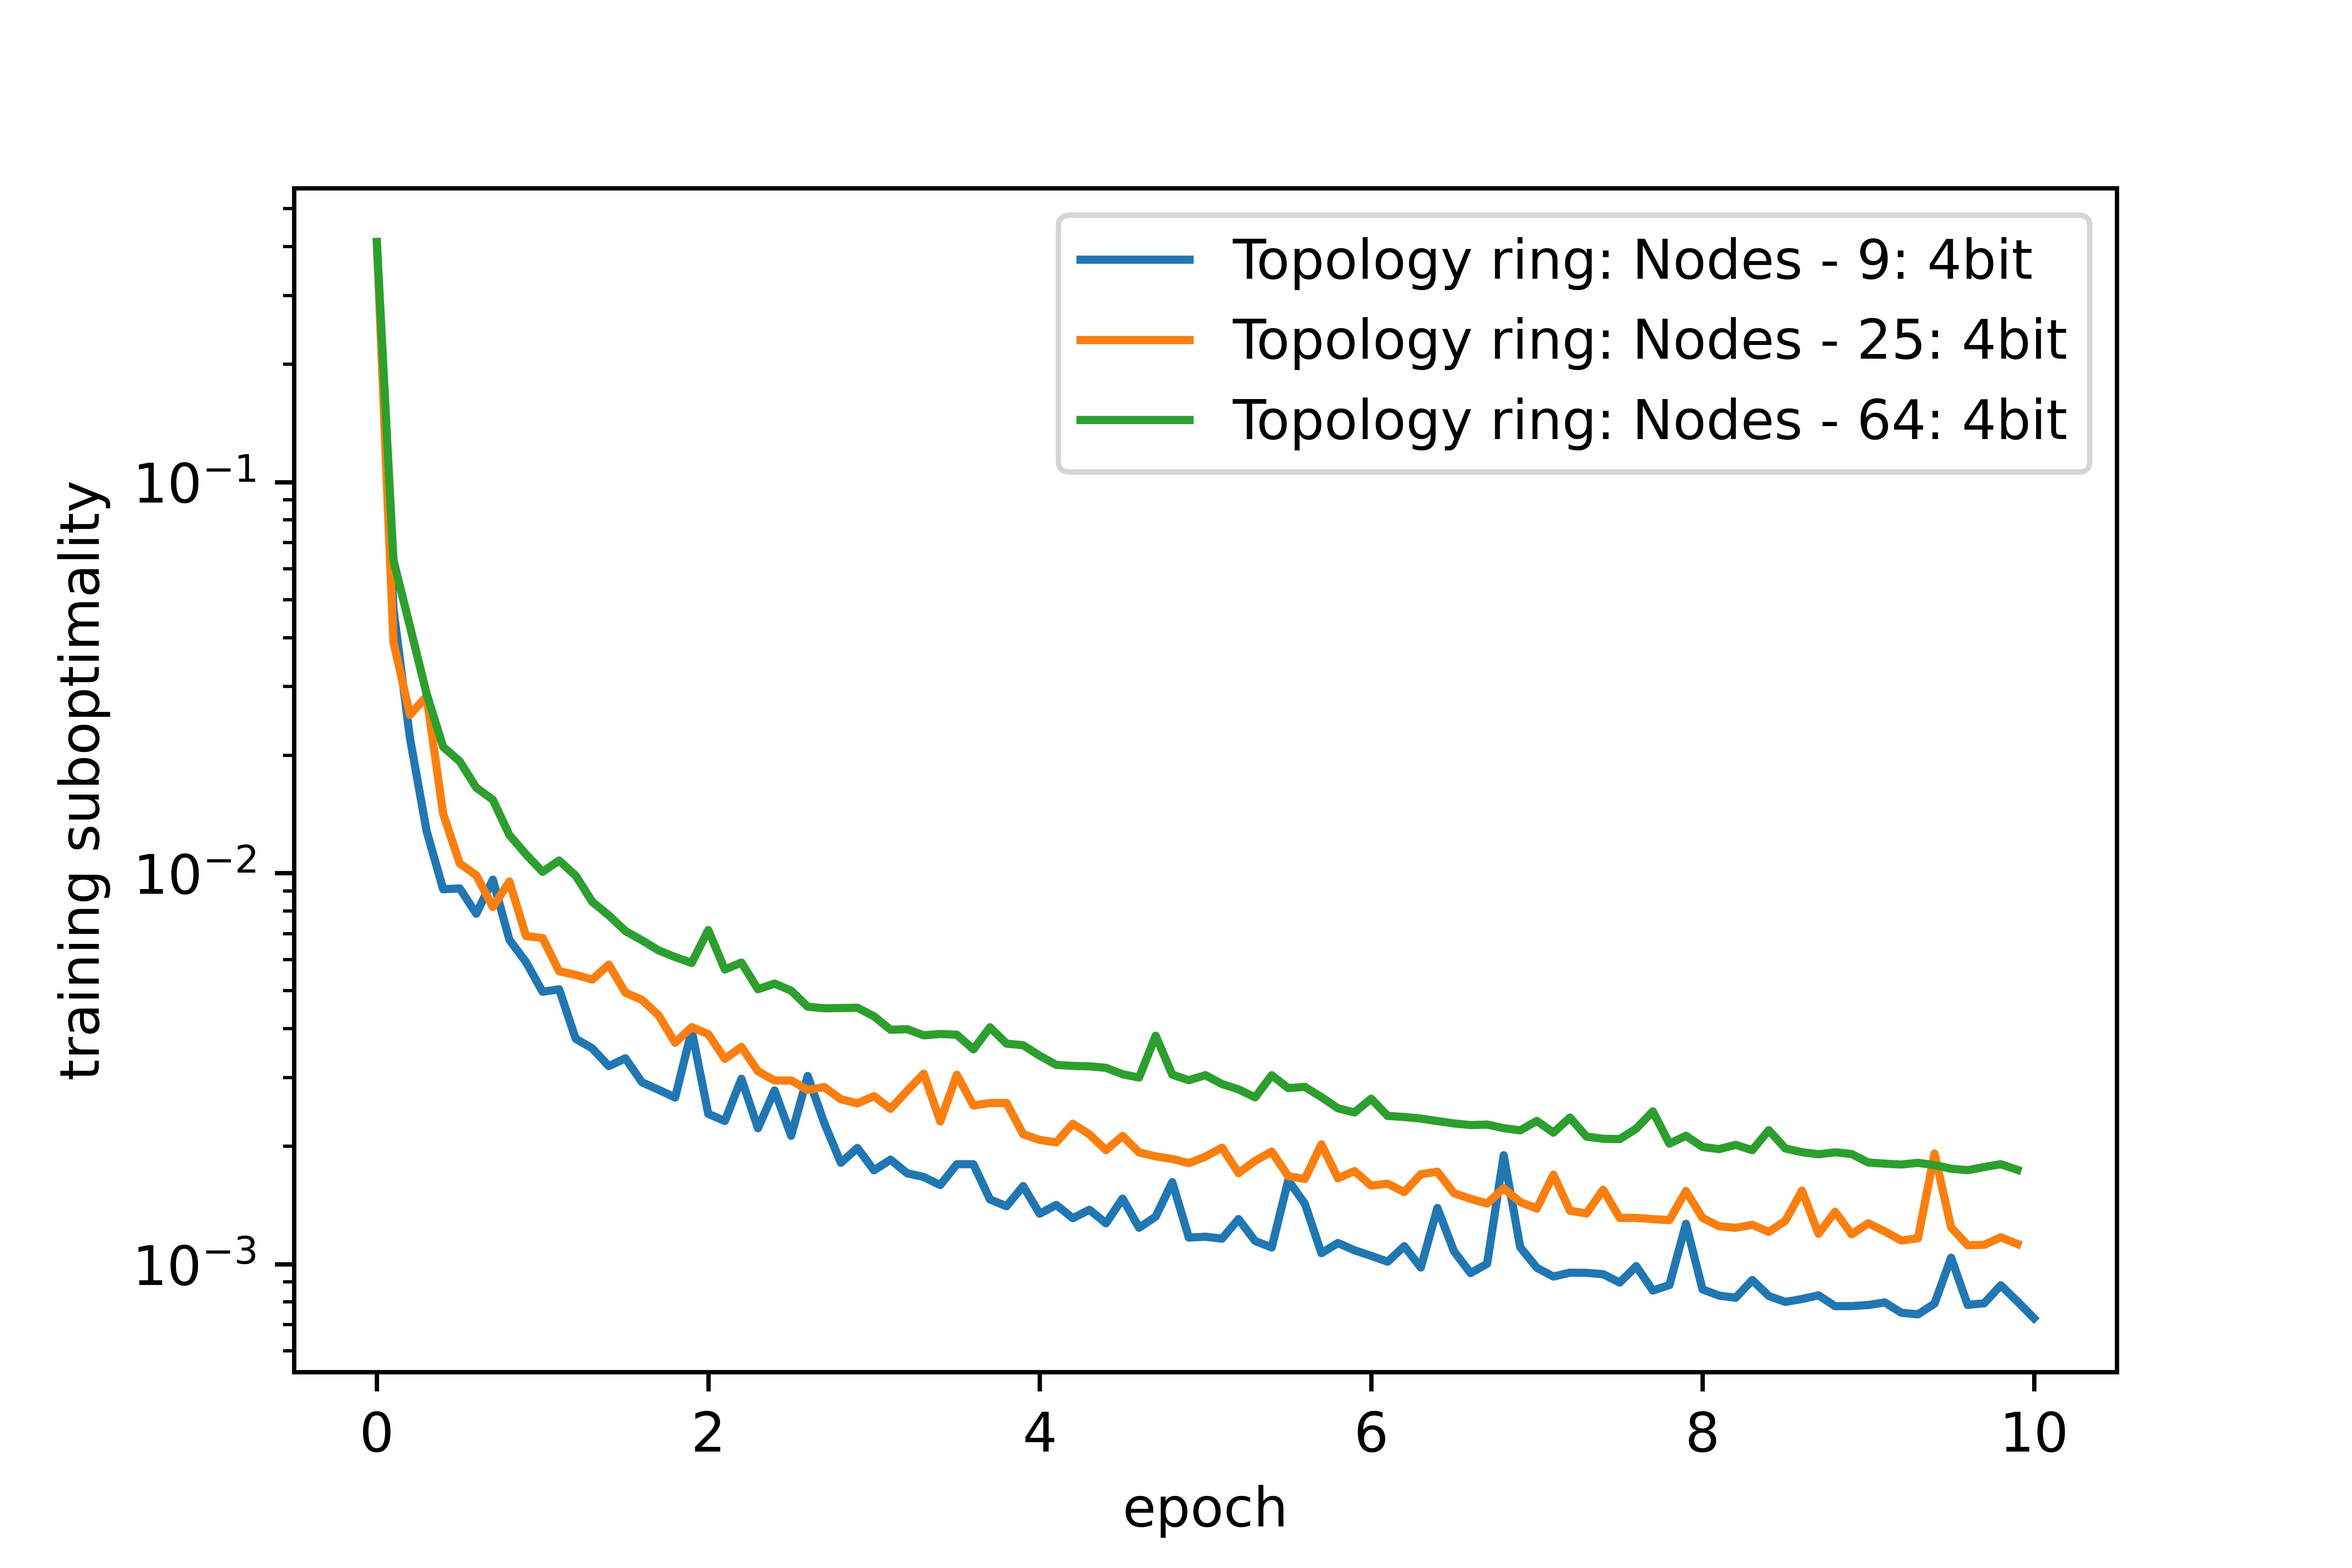 Topology ring: Nodes - 9: 4bit
Topology ring: Nodes - 25: 4bit
Topology ring: Nodes - 64: 4bit
training suboptimality
10⁻¹
10⁻²
10⁻³
0 2 4 6 8 10
epoch